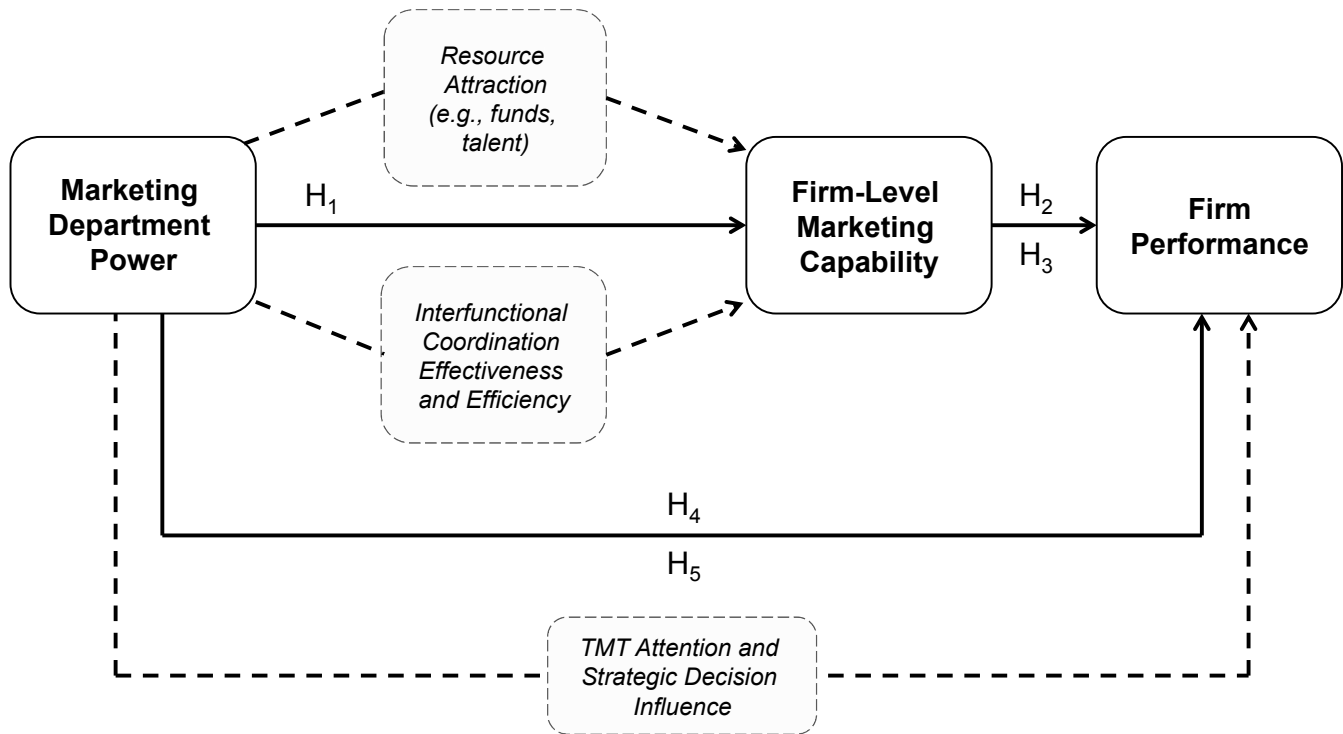 Resource
Attraction
(e.g., funds,
talent)
Marketing
Department
Power
H₁
Firm-Level
Marketing
Capability
H₂
H₃
Firm
Performance
Interfunctional
Coordination
Effectiveness
and Efficiency
H₄
H₅
TMT Attention and
Strategic Decision
Influence